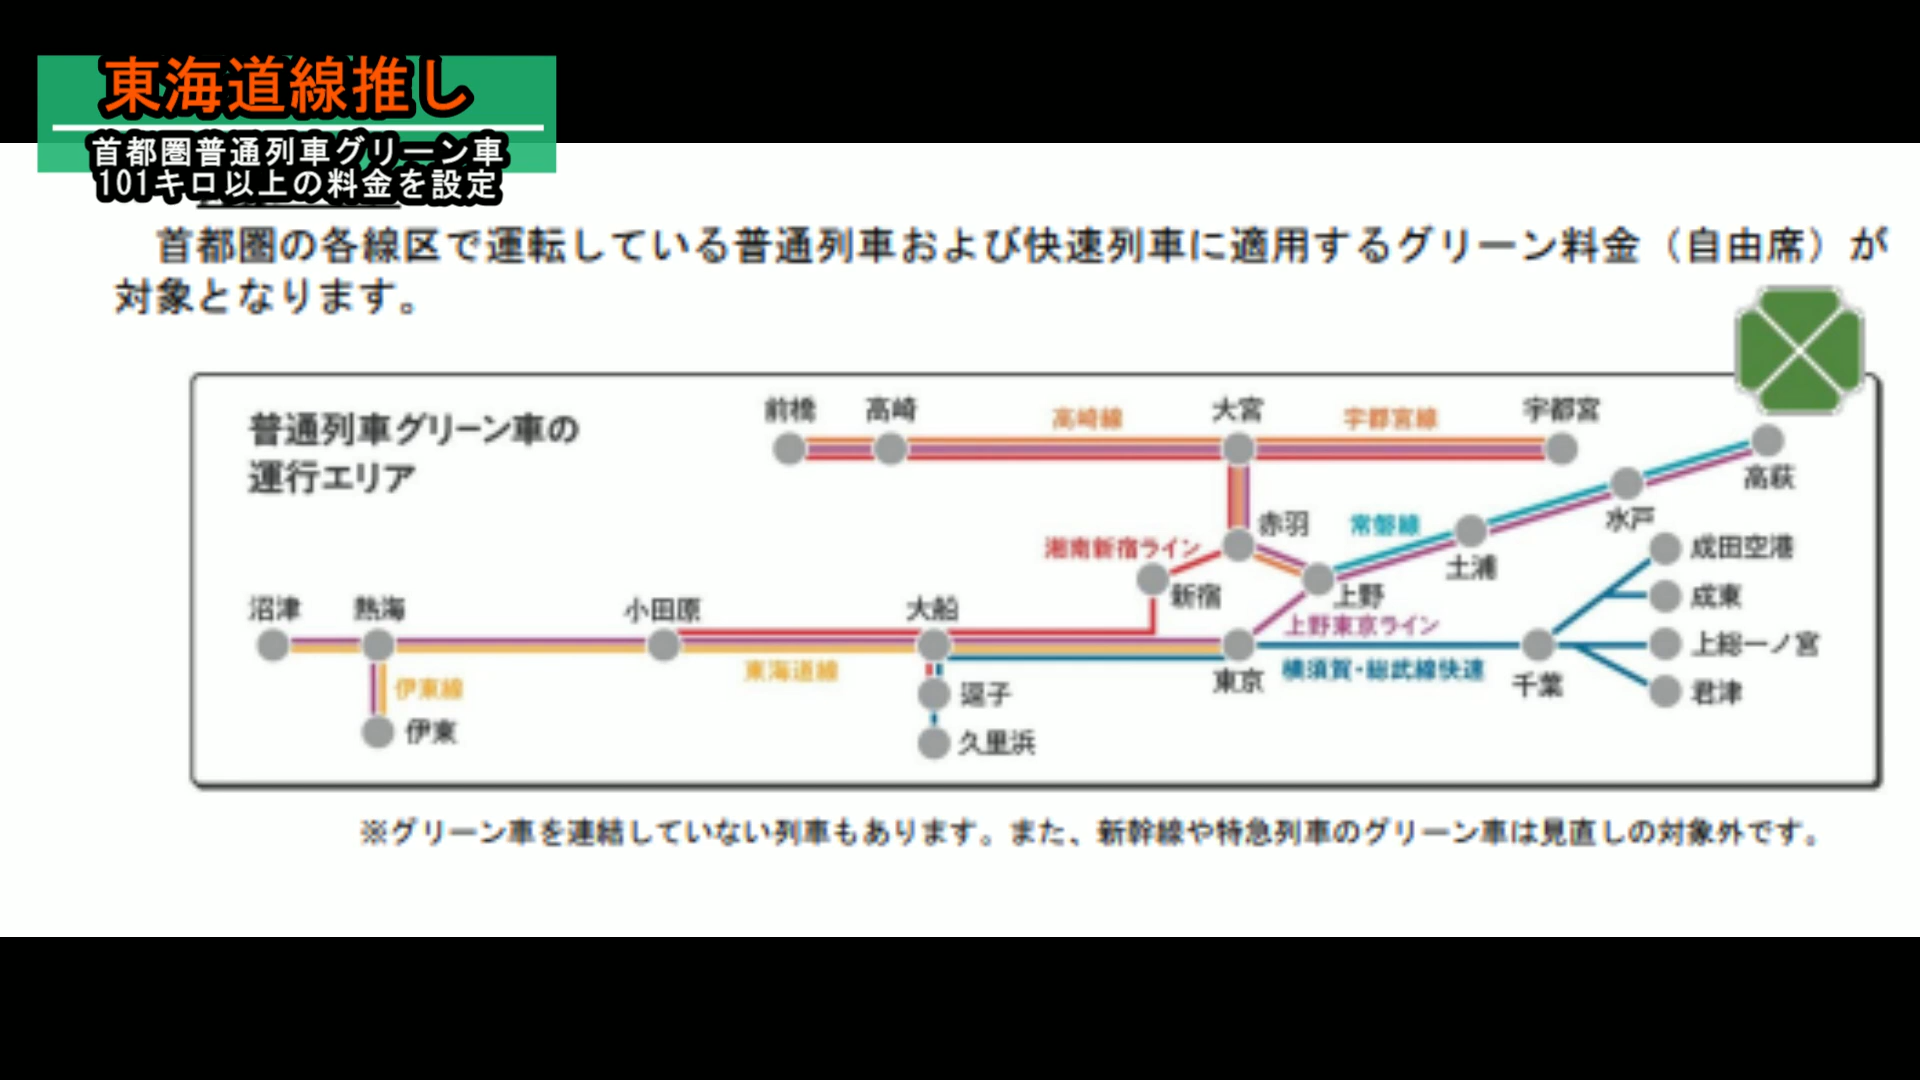 東海道線推し
首都圏普通列車グリーン車
101キロ以上の料金を設定
首都圏の各線区で運転している普通列車および快速列車に適用するグリーン料金（自由席）が
対象となります。
普通列車グリーン車の
運行エリア
前橋
高崎
高崎線
大宮
宇都宮線
宇都宮
高萩
水戸
土浦
常磐線
赤羽
湘南新宿ライン
新宿
上野
上野東京ライン
成田空港
成東
上総一ノ宮
君津
千葉
横須賀・総武線快速
東京
沼津
熱海
小田原
大船
東海道線
伊東線
伊東
逗子
久里浜
※グリーン車を連結していない列車もあります。また、新幹線や特急列車のグリーン車は見直しの対象外です。